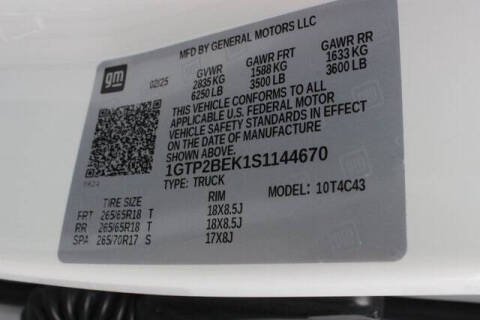 MFD BY GENERAL MOTORS LLC
gm
02/25
GVWR GAWR FRT GAWR RR
2835 KG 1588 KG 1633 KG
6250 LB 3500 LB 3600 LB
THIS VEHICLE CONFORMS TO ALL
APPLICABLE U.S. FEDERAL MOTOR
VEHICLE SAFETY STANDARDS IN EFFECT
ON THE DATE OF MANUFACTURE
SHOWN ABOVE.
1GTP2BEK1S1144670
TYPE: TRUCK MODEL: 10T4C43
TIRE SIZE RIM
FRT 265/65R18 T 18X8.5J
RR 265/65R18 T 18X8.5J
SPA 265/70R17 S 17X8J